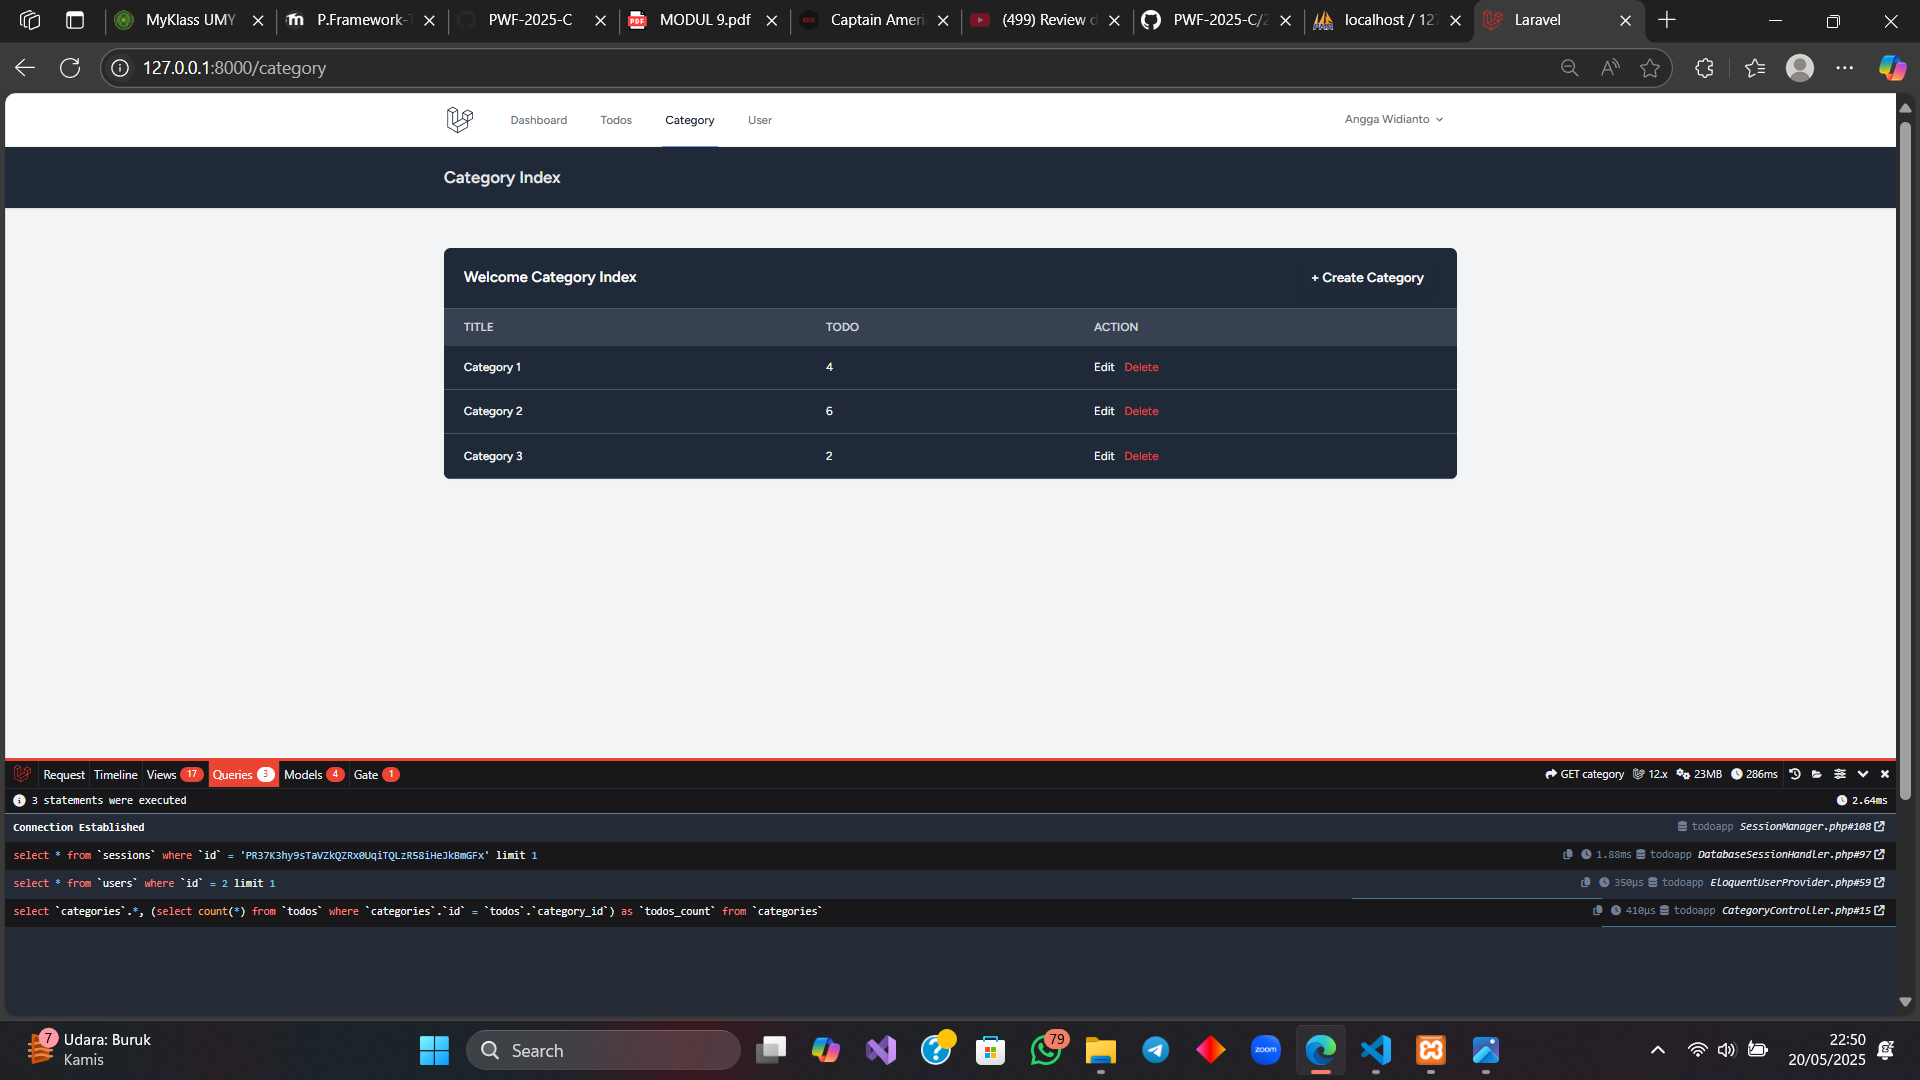 MyKlass UMY
P.Framework-T
PWF-2025-C
MODUL 9.pdf
Captain Ameri
(499) Review d
PWF-2025-C/2
localhost / 127
Laravel
127.0.0.1:8000/category
Dashboard
Todos
Category
User
Angga Widianto
Category Index
Welcome Category Index
+ Create Category
TITLE TODO ACTION
Category 1 4 Edit Delete
Category 2 6 Edit Delete
Category 3 2 Edit Delete
Request Timeline Views 17 Queries 3 Models 4 Gate 1 GET category 12.x 23MB 286ms
3 statements were executed 2.64ms
Connection Established todoapp SessionManager.php#108
select * from `sessions` where `id` = 'PR37K3hy9sTaVZkQZRx0UqiTQLzR58iHeJkBmGFx' limit 1 1.88ms todoapp DatabaseSessionHandler.php#97
select * from `users` where `id` = 2 limit 1 350μs todoapp EloquentUserProvider.php#59
select `categories`.*, (select count(*) from `todos` where `categories`.`id` = `todos`.`category_id`) as `todos_count` from `categories` 410μs todoapp CategoryController.php#15
7
Udara: Buruk
Kamis
Search
79
zoom
22:50
20/05/2025